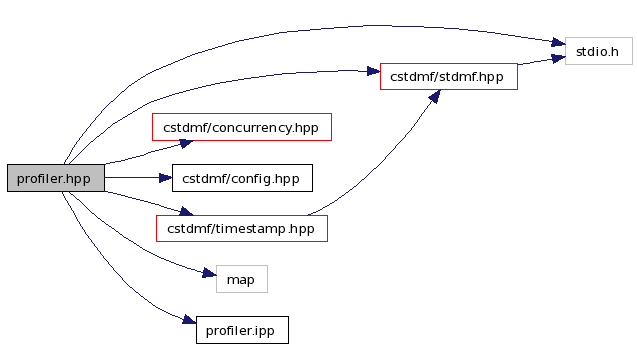 stdio.h
cstdmf/stdmf.hpp
cstdmf/concurrency.hpp
profiler.hpp
cstdmf/config.hpp
cstdmf/timestamp.hpp
map
profiler.ipp